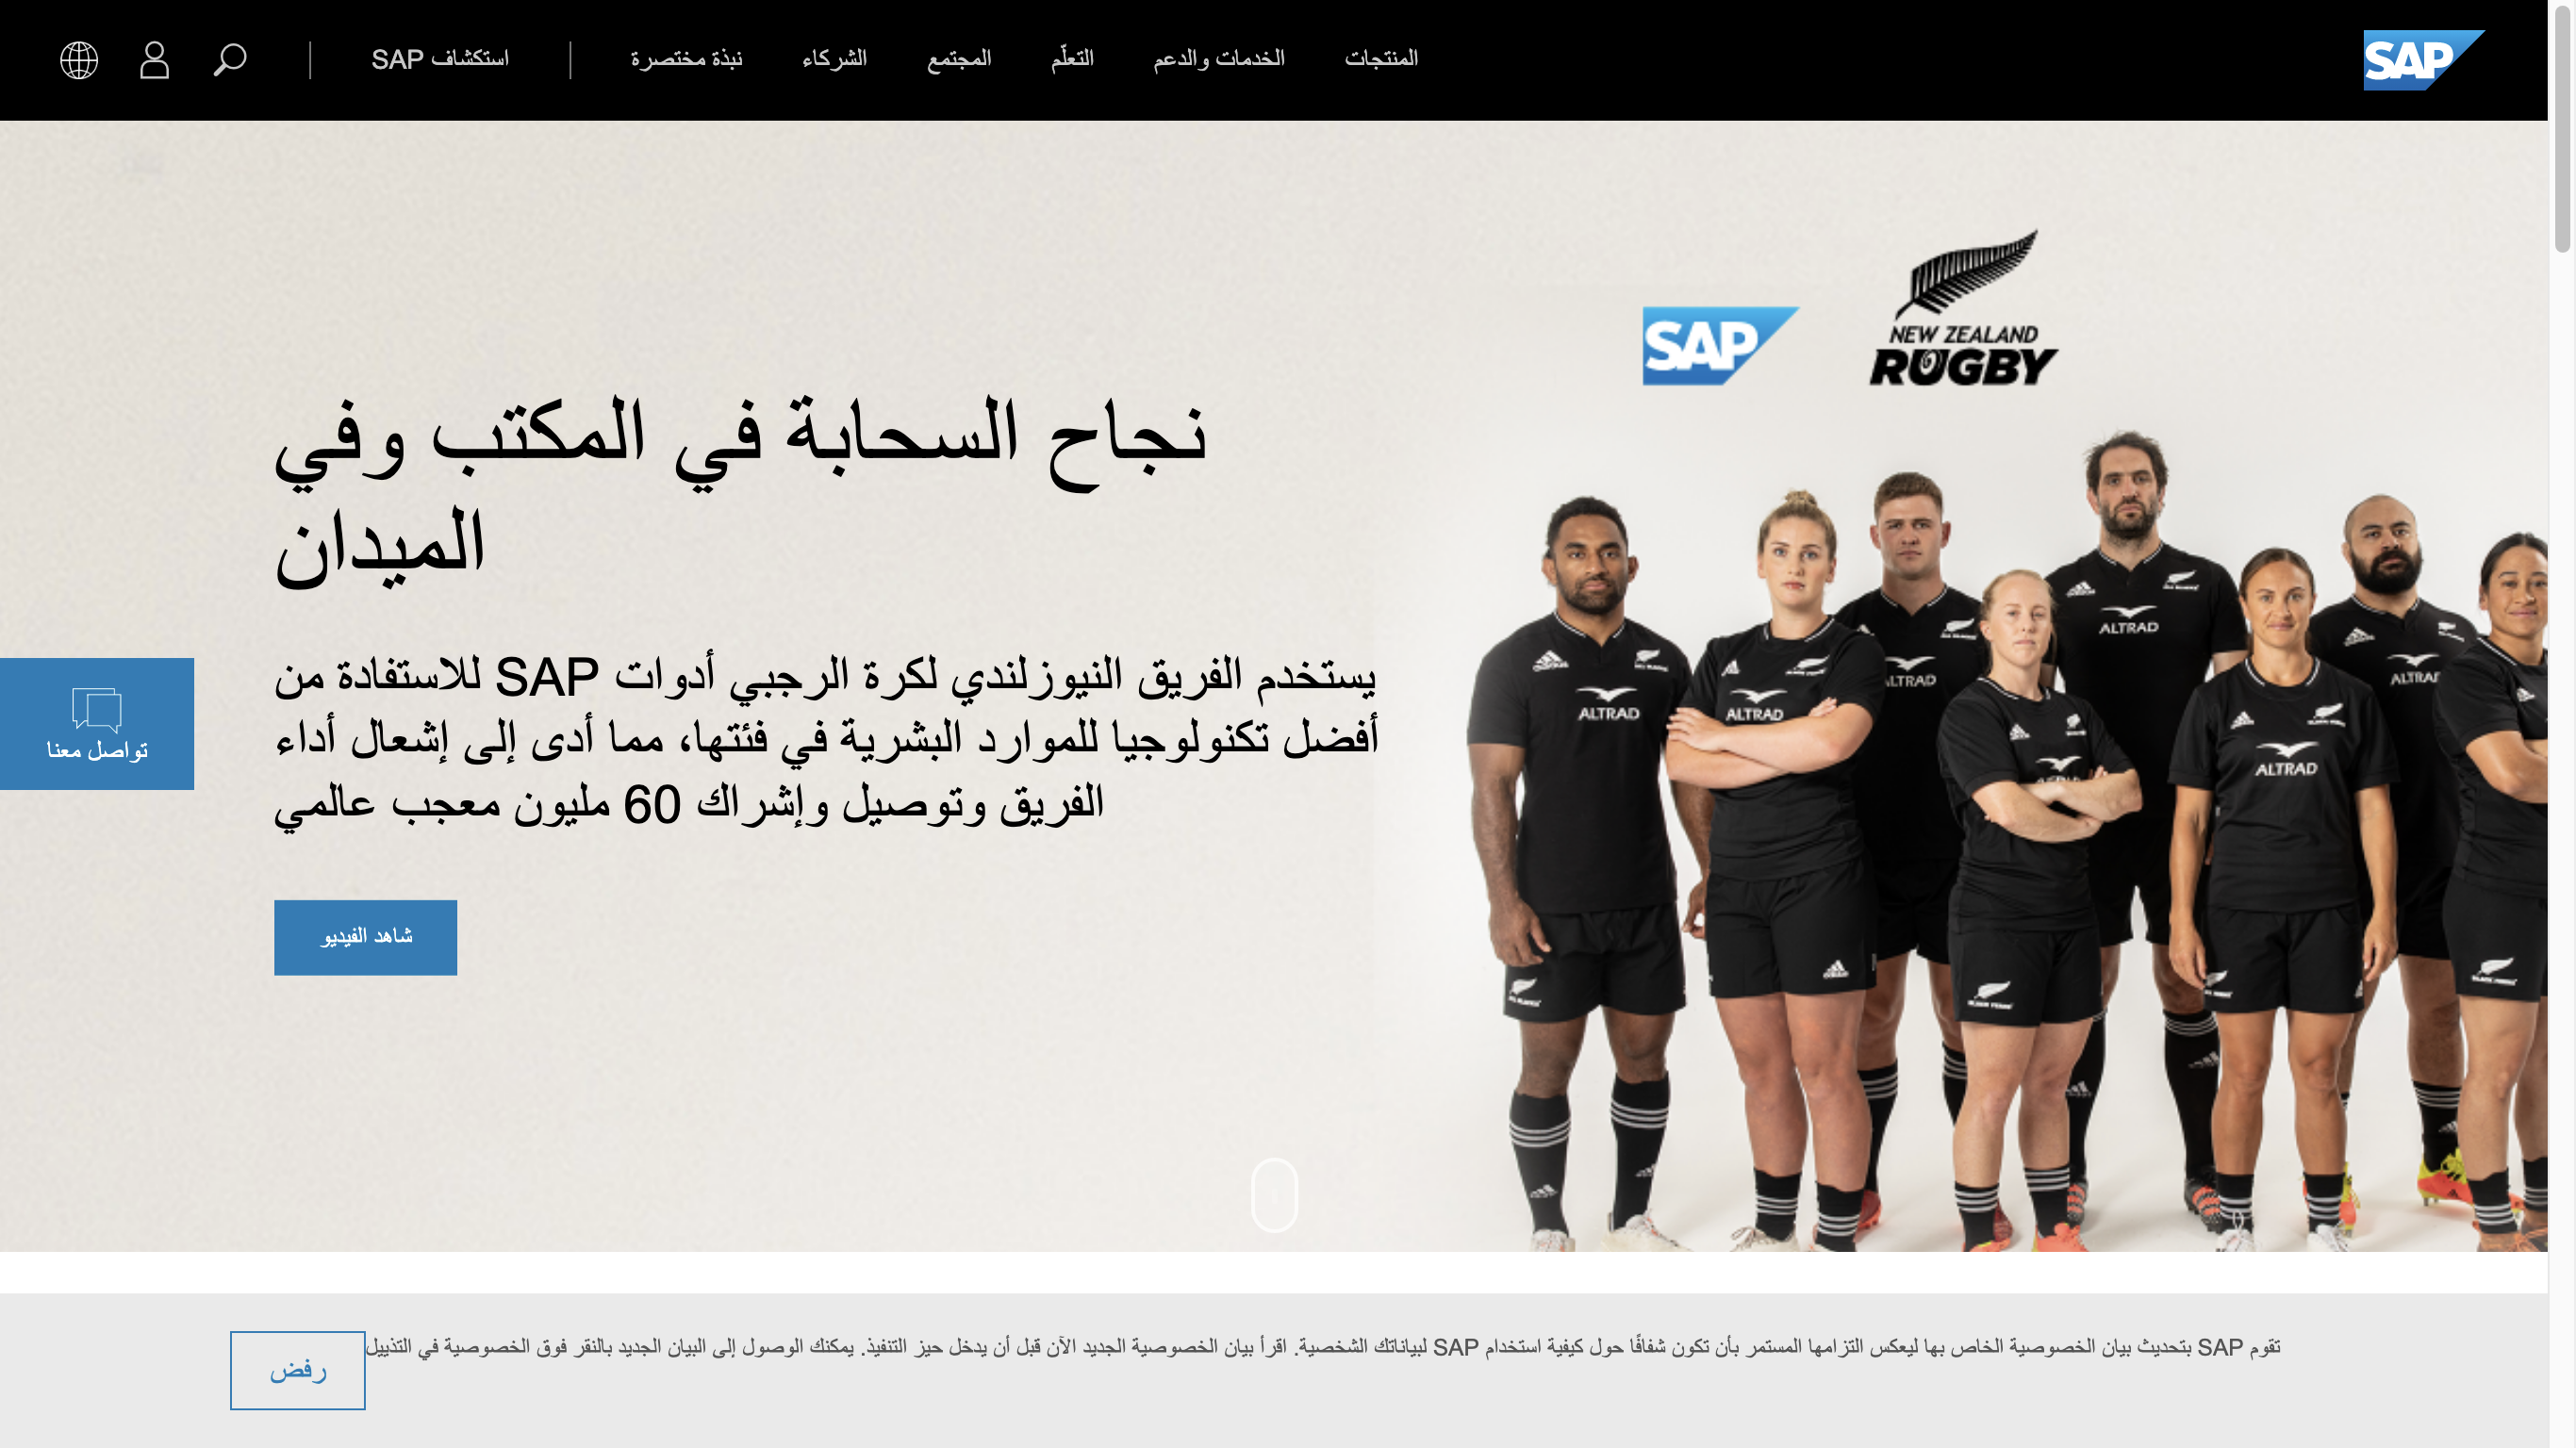 SAP
المنتجات
الخدمات والدعم
التعلّم
المجتمع
الشركاء
نبذة مختصرة
استكشاف SAP
SAP
NEW ZEALAND
RUGBY
نجاح السحابة في المكتب وفي
الميدان
يستخدم الفريق النيوزلندي لكرة الرجبي أدوات SAP للاستفادة من
أفضل تكنولوجيا للموارد البشرية في فئتها، مما أدى إلى إشعال أداء
الفريق وتوصيل وإشراك 60 مليون معجب عالمي
شاهد الفيديو
تواصل معنا
ALTRAD
ALTRAD
ALTRAD
ALTRAD
ALTRAD
تقوم SAP بتحديث بيان الخصوصية الخاص بها ليعكس التزامها المستمر بأن تكون شفافًا حول كيفية استخدام SAP لبياناتك الشخصية. اقرأ بيان الخصوصية الجديد الآن قبل أن يدخل حيز التنفيذ. يمكنك الوصول إلى البيان الجديد بالنقر فوق الخصوصية في التذييل
رفض